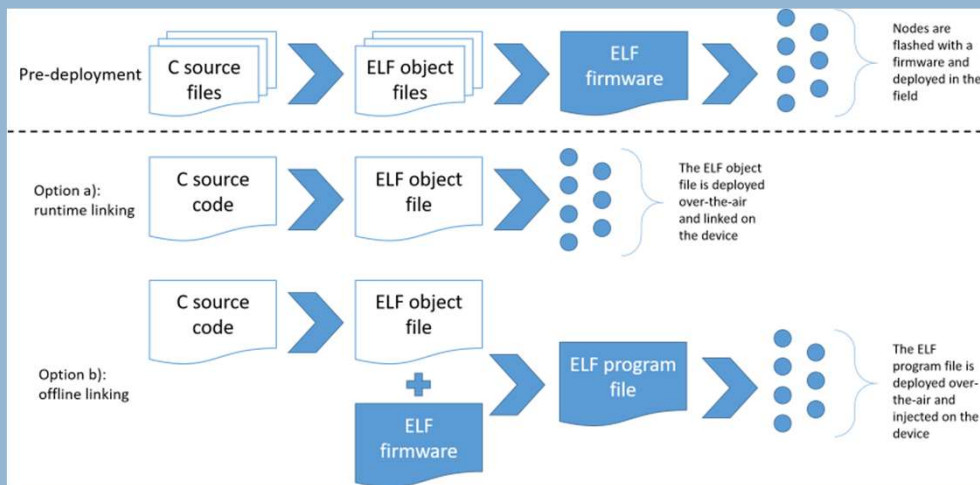 Pre-deployment
C source
files
ELF object
files
ELF
firmware
Nodes are
flashed with a
firmware and
deployed in the
field
Option a):
runtime linking
C source
code
ELF object
file
The ELF object
file is deployed
over-the-air
and linked on
the device
Option b):
offline linking
C source
code
ELF object
file
ELF
firmware
ELF program
file
The ELF
program file is
deployed over-
the-air and
injected on the
device